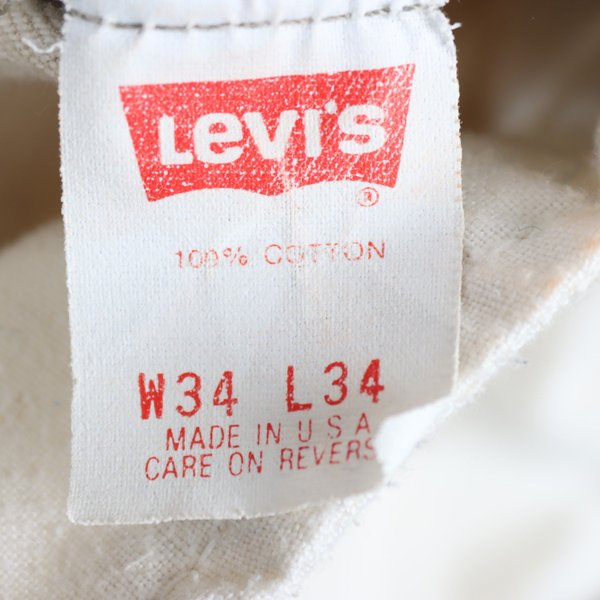 Levi's
®
100% COTTON
W34 L34
MADE IN U S A
CARE ON REVERS